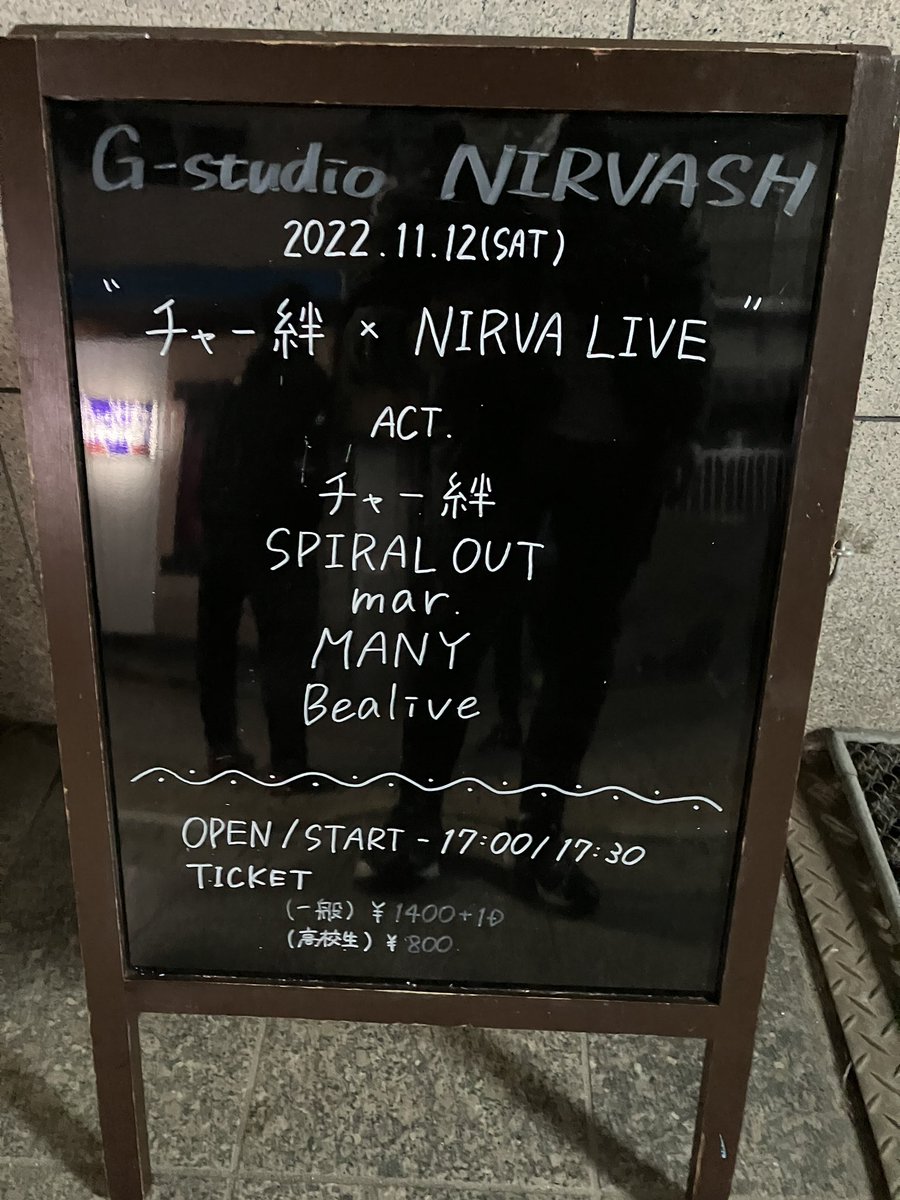 G-studio NIRVASH
2022.11.12(SAT)
"チャー絆 × NIRVA LIVE"
ACT.
チャー絆
SPIRAL OUT
mar.
MANY
Bealive
OPEN/START - 17:00/17:30
TICKET
(一般) ¥1400+1D
(高校生) ¥800